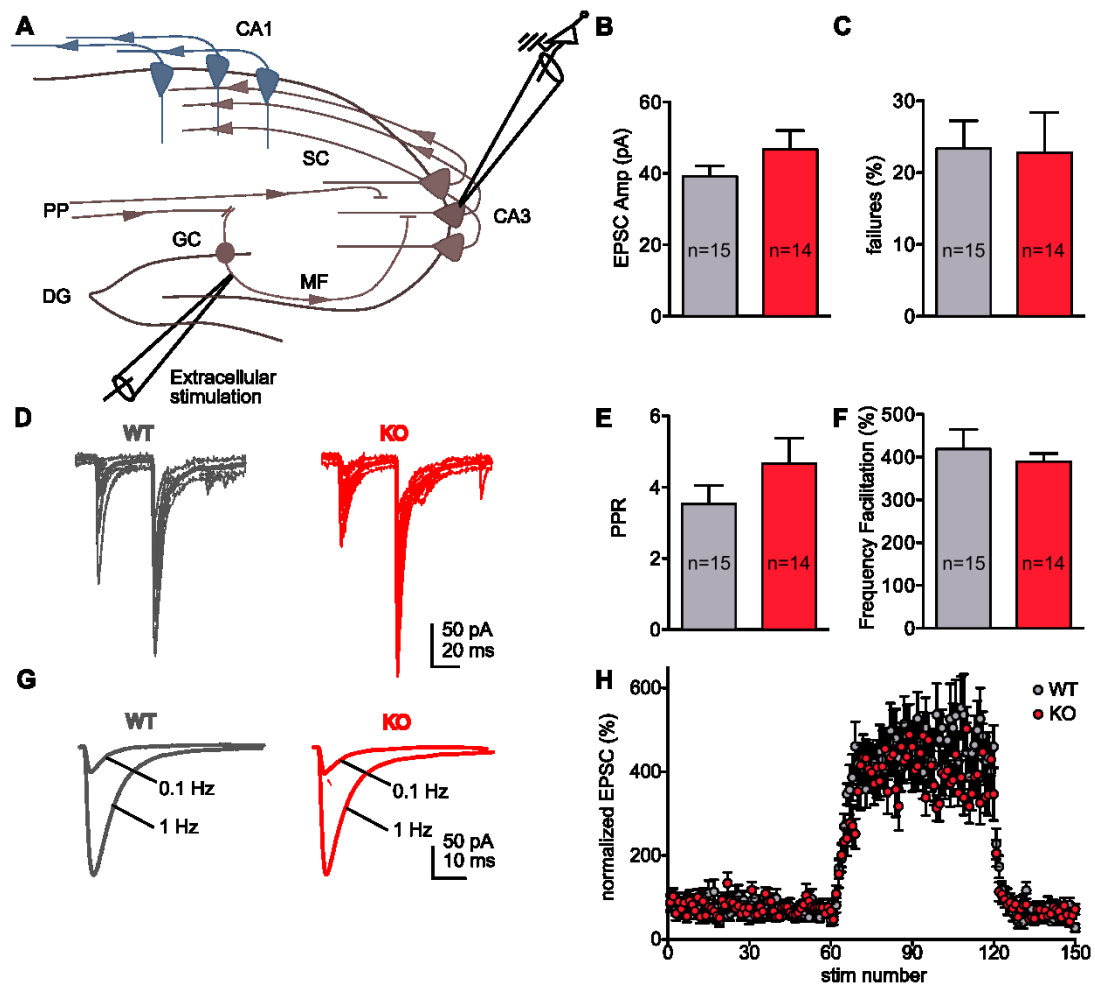 A
CA1
SC
PP
GC
CA3
MF
DG
Extracellular
stimulation
B
EPSC Amp (pA)
60
40
20
0
n=15
n=14
C
failures (%)
30
20
10
0
n=15
n=14
D
WT
KO
50 pA
20 ms
E
PPR
6
4
2
0
n=15
n=14
F
Frequency Facilitation (%)
500
400
300
200
100
0
n=15
n=14
G
WT
KO
0.1 Hz
1 Hz
0.1 Hz
1 Hz
50 pA
10 ms
H
normalized EPSC (%)
600
400
200
0
0
30
60
90
120
150
stim number
WT
KO